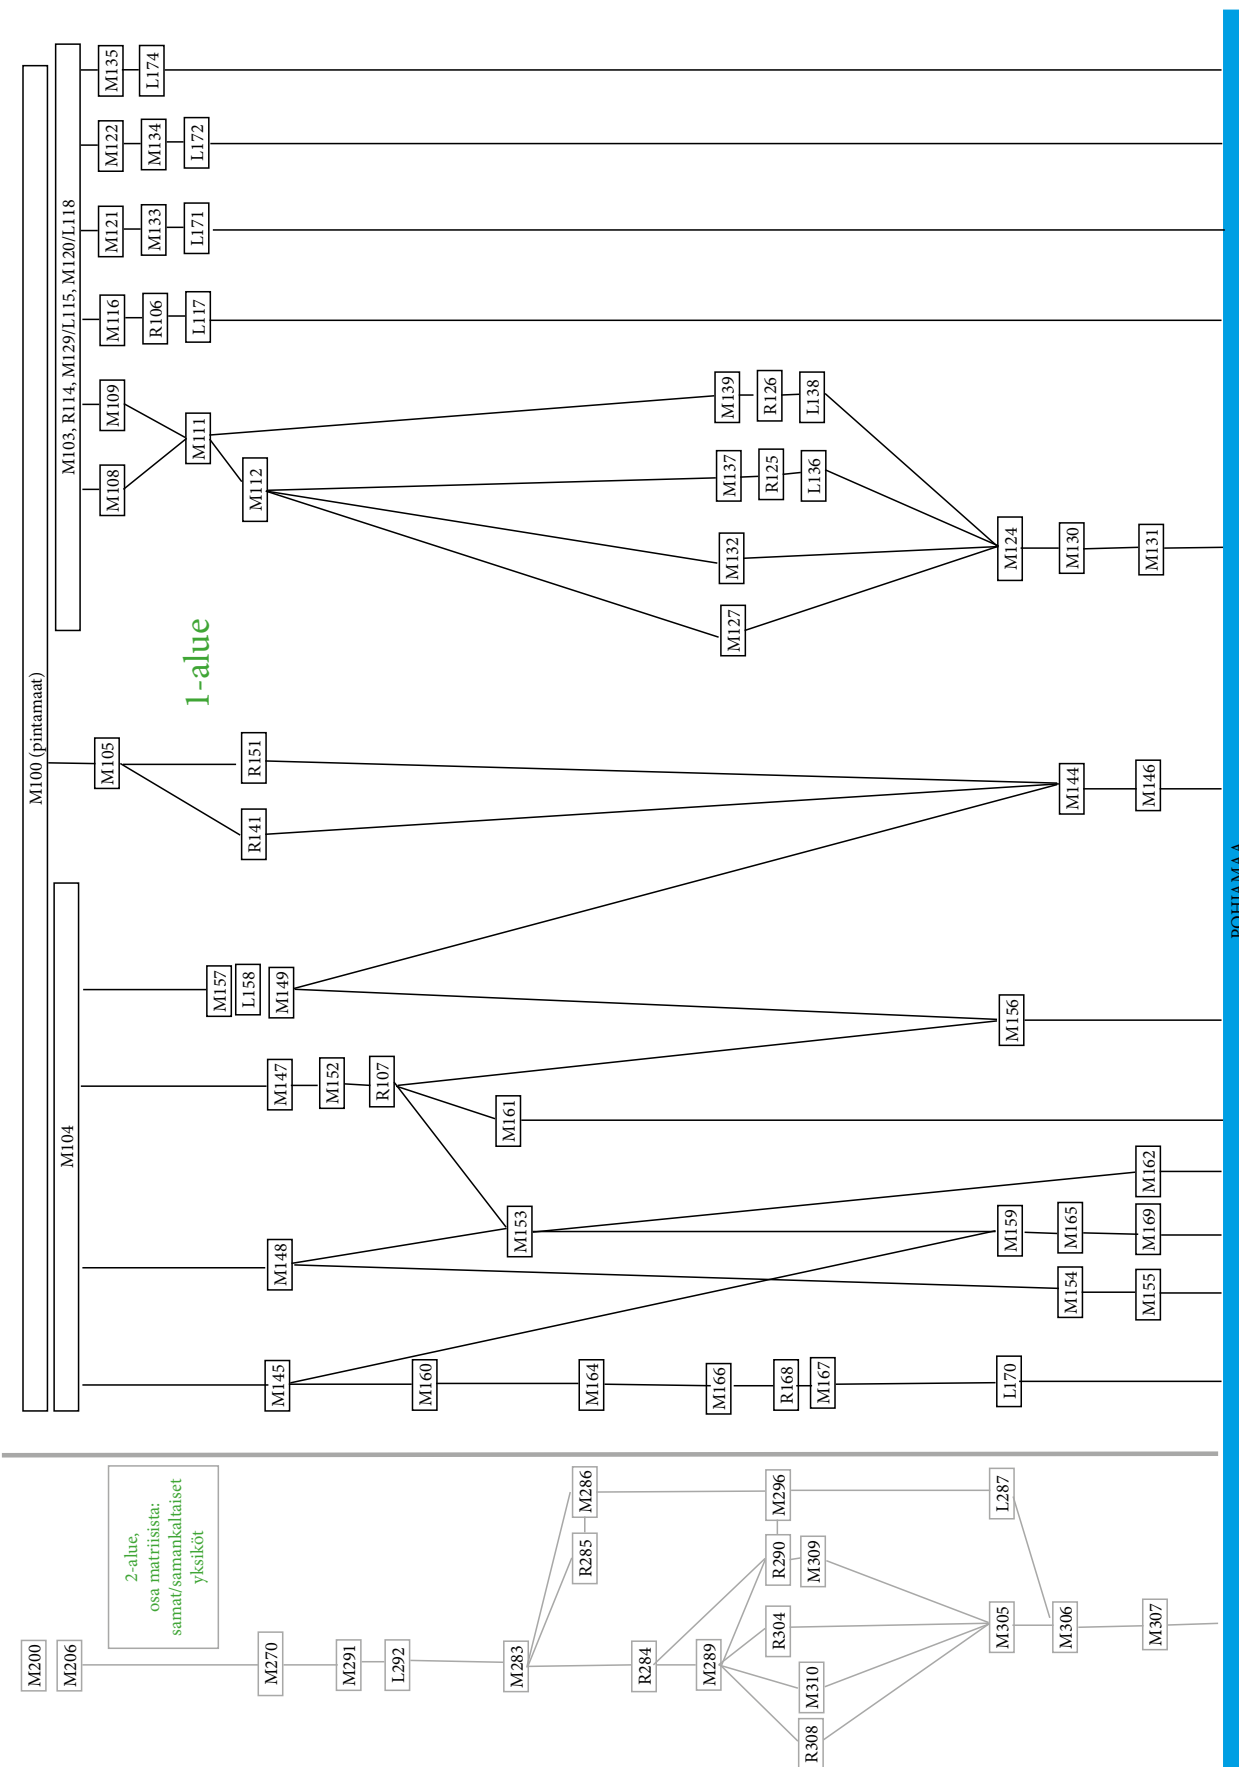 M200
M100 (pintamaat)
M206
M104
M103, R114, M129/L115, M120/L118
M105
M108
M109
M116
M121
M122
M135
2-alue,
osa matriisista:
samat/samankaltaiset
yksiköt
R106
M133
M134
L174
1-alue
M157
M111
L117
L171
L172
L158
R141
R151
M112
M270
M145
M148
M147
M149
M291
M152
L292
R107
M160
M283
M153
M161
R285
M286
M164
R284
M289
M166
M127
M132
M137
M139
R304
R290
M296
R168
R125
R126
R308
M310
M309
M167
L136
L138
M305
L287
L170
M159
M156
M124
M306
M154
M165
M144
M130
M307
M155
M169
M162
M146
M131
POHJAMAA